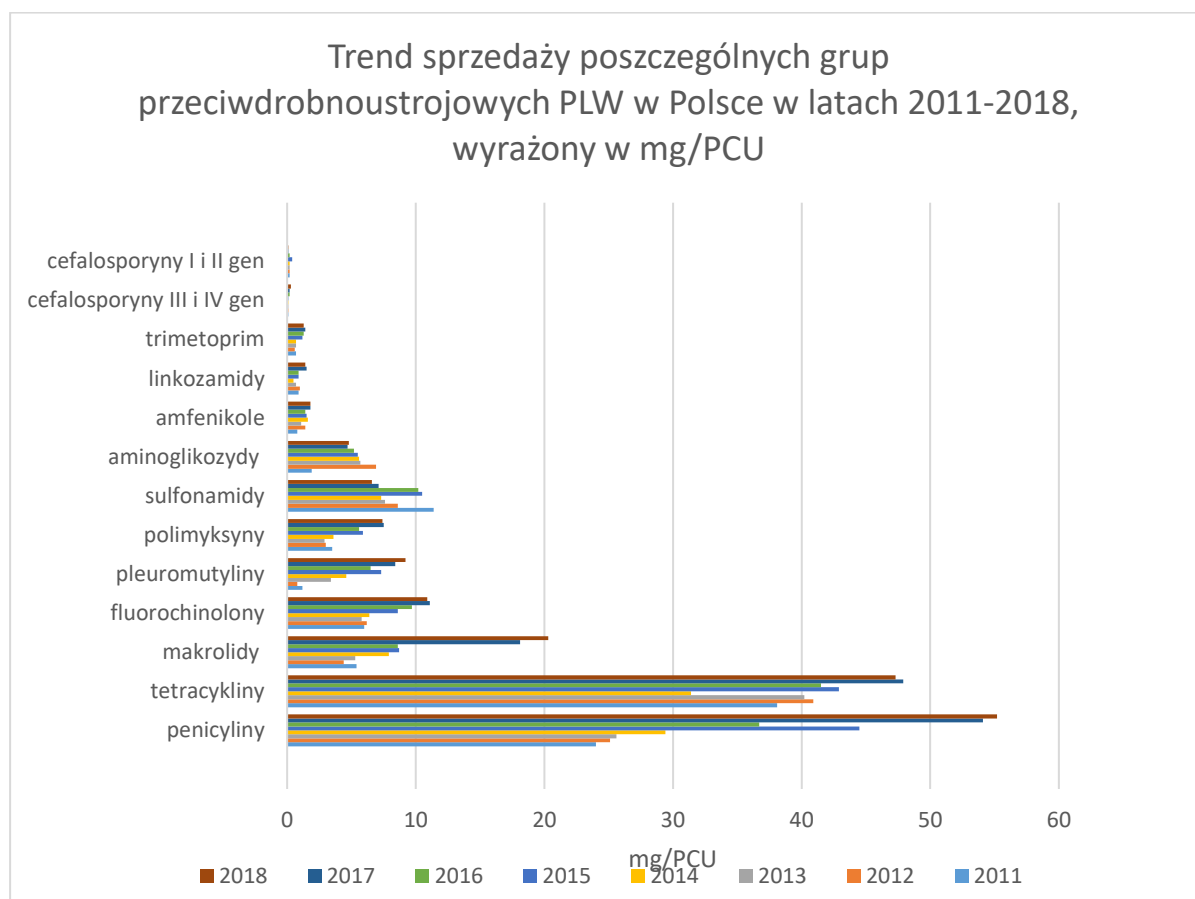 Trend sprzedaży poszczególnych grup
przeciwdrobnoustrojowych PLW w Polsce w latach 2011-2018,
wyrażony w mg/PCU
cefalosporyny I i II gen
cefalosporyny III i IV gen
trimetoprim
linkozamidy
amfenikole
aminoglikozydy
sulfonamidy
polimyksyny
pleuromutyliny
fluorochinolony
makrolidy
tetracykliny
penicyliny
0 10 20 30 40 50 60
mg/PCU
2018 2017 2016 2015 2014 2013 2012 2011